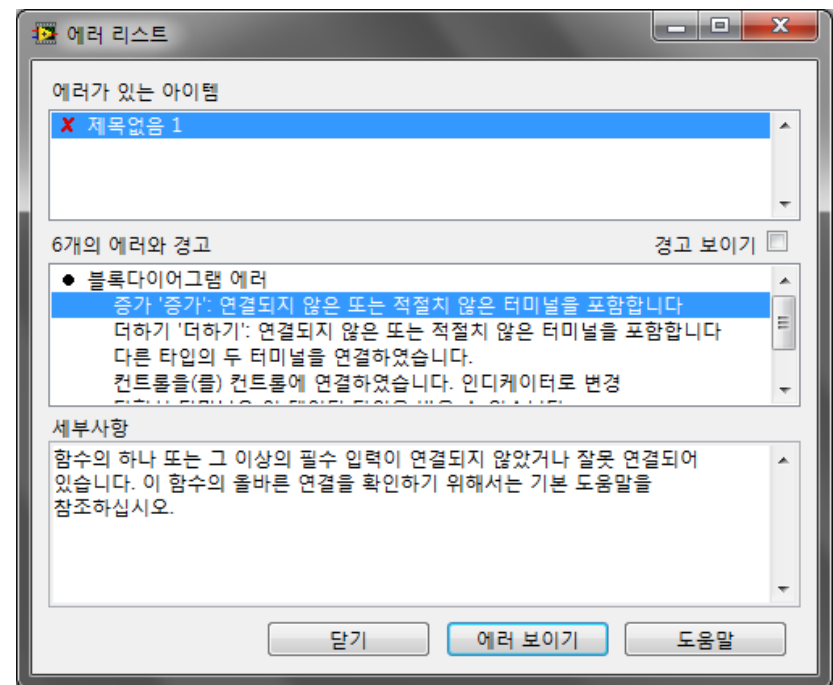 에러 리스트
에러가 있는 아이템
✗ 제목없음 1
6개의 에러와 경고 경고 보이기
● 블록다이어그램 에러
증가 '증가': 연결되지 않은 또는 적절치 않은 터미널을 포함합니다
더하기 '더하기': 연결되지 않은 또는 적절치 않은 터미널을 포함합니다
다른 타입의 두 터미널을 연결하였습니다.
컨트롤을(를) 컨트롤에 연결하였습니다. 인디케이터로 변경
세부사항
함수의 하나 또는 그 이상의 필수 입력이 연결되지 않았거나 잘못 연결되어
있습니다. 이 함수의 올바른 연결을 확인하기 위해서는 기본 도움말을
참조하십시오.
닫기 에러 보이기 도움말